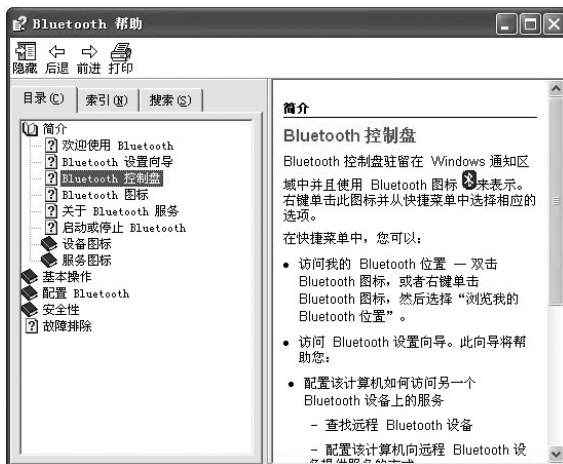 Bluetooth 帮助
隐藏 后退 前进 打印
目录(C) 索引(N) 搜索(S)
简介
欢迎使用 Bluetooth
Bluetooth 设置向导
Bluetooth 控制盘
Bluetooth 图标
关于 Bluetooth 服务
启动或停止 Bluetooth
设备图标
服务图标
基本操作
配置 Bluetooth
安全性
故障排除
简介
Bluetooth 控制盘
Bluetooth 控制盘驻留在 Windows 通知区
域中并且使用 Bluetooth 图标 来表示。
右键单击此图标并从快捷菜单中选择相应的
选项。
在快捷菜单中，您可以：
• 访问我的 Bluetooth 位置 — 双击
Bluetooth 图标，或者右键单击
Bluetooth 图标，然后选择“浏览我的
Bluetooth 位置”。
• 访问 Bluetooth 设置向导。此向导将帮
助您：
• 配置该计算机如何访问另一个
Bluetooth 设备上的服务
– 查找远程 Bluetooth 设备
– 配置该计算机向远程 Bluetooth 设
备提供服务的方式